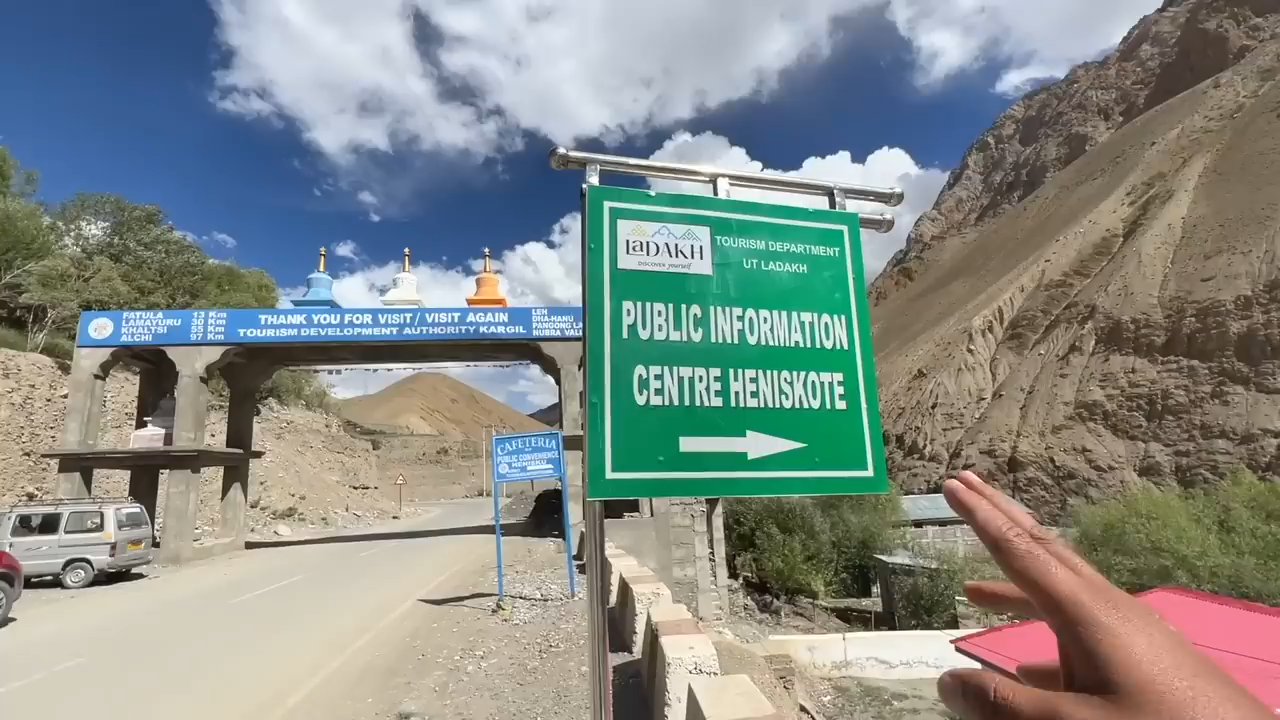 LaDAKH
DISCOVER yourself
TOURISM DEPARTMENT
UT LADAKH
PUBLIC INFORMATION
CENTRE HENISKOTE
FATULA 13 Km
LAMAYURU 30 Km
KHALTSI 55 Km
ALCHI 97 Km
THANK YOU FOR VISIT / VISIT AGAIN
TOURISM DEVELOPMENT AUTHORITY KARGIL
LEH
DHA-HANU
PANGONG LA
NUBRA VAL
CAFETERIA
PUBLIC CONVENIENCE
HENISKU